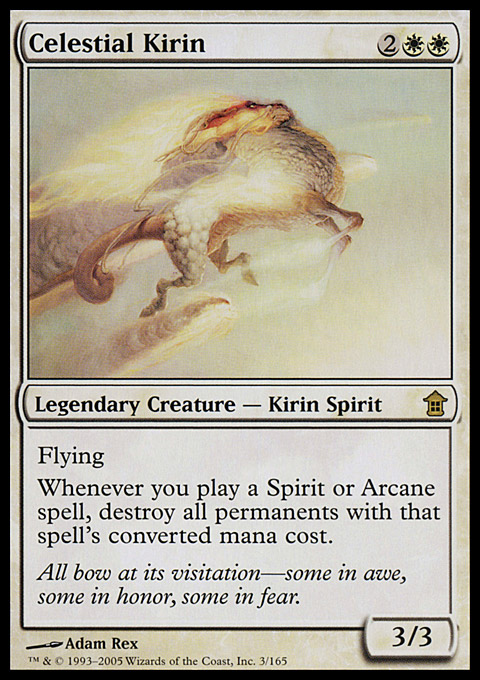 Celestial Kirin 2
Legendary Creature — Kirin Spirit
Flying
Whenever you play a Spirit or Arcane
spell, destroy all permanents with that
spell's converted mana cost.
All bow at its visitation—some in awe,
some in honor, some in fear.
Adam Rex
3/3
™ & © 1993–2005 Wizards of the Coast, Inc. 3/165